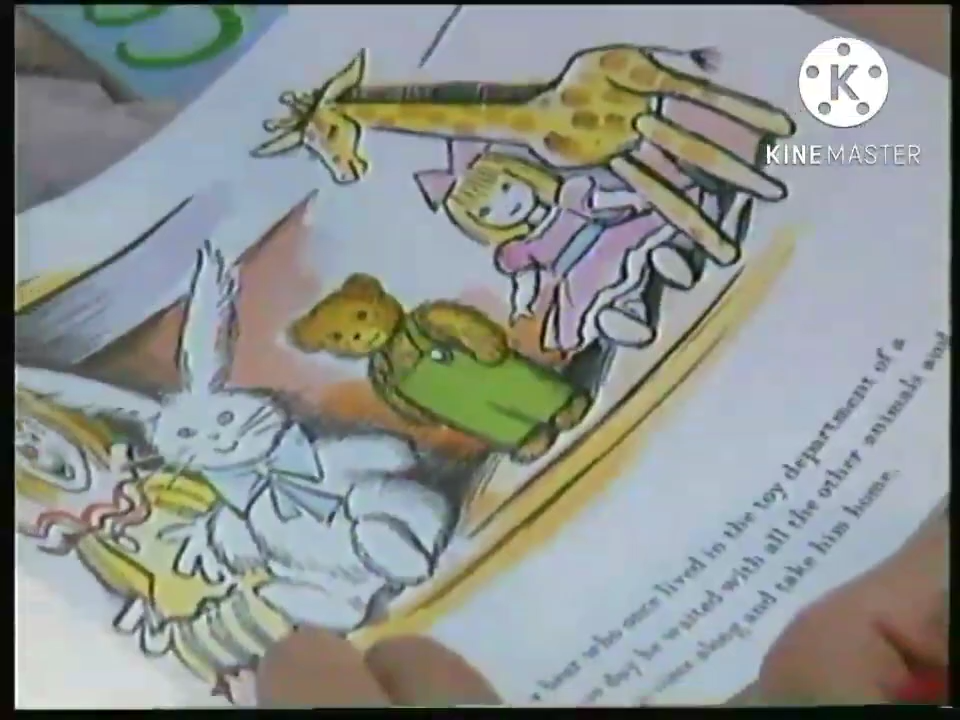 K
KINEMASTER
bear who once lived in the toy department of a
day he waited with all the other animals and
come along and take him home.